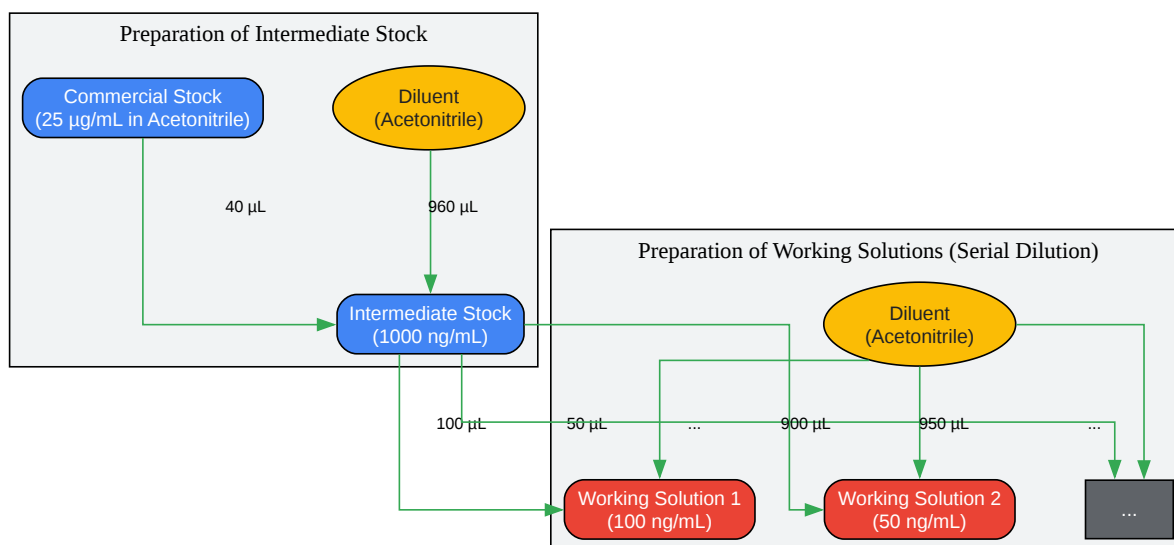 Preparation of Intermediate Stock
Commercial Stock
(25 µg/mL in Acetonitrile)
Diluent
(Acetonitrile)
40 µL
960 µL
Intermediate Stock
(1000 ng/mL)
Preparation of Working Solutions (Serial Dilution)
Diluent
(Acetonitrile)
100 µL
50 µL
...
900 µL
950 µL
...
Working Solution 1
(100 ng/mL)
Working Solution 2
(50 ng/mL)
...